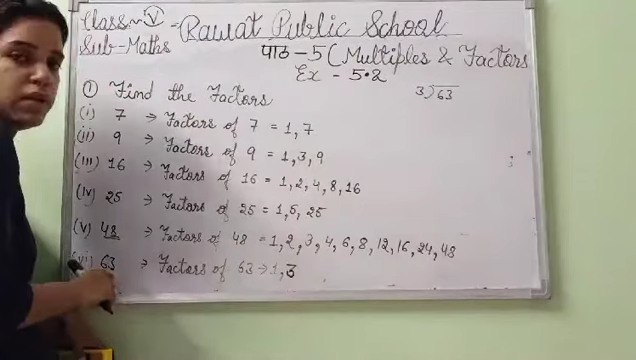 Class - V - Rawat Public School
Sub-Maths
पाठ - 5 (Multiples & Factors
Ex - 5.2
① Find the Factors
3)63
(i) 7 → Factors of 7 = 1, 7
(ii) 9 → Factors of 9 = 1, 3, 9
(iii) 16 → Factors of 16 = 1, 2, 4, 8, 16
(iv) 25 → Factors of 25 = 1, 5, 25
(v) 48 → Factors of 48 = 1, 2, 3, 4, 6, 8, 12, 16, 24, 48
(vi) 63 → Factors of 63 → 1, 3